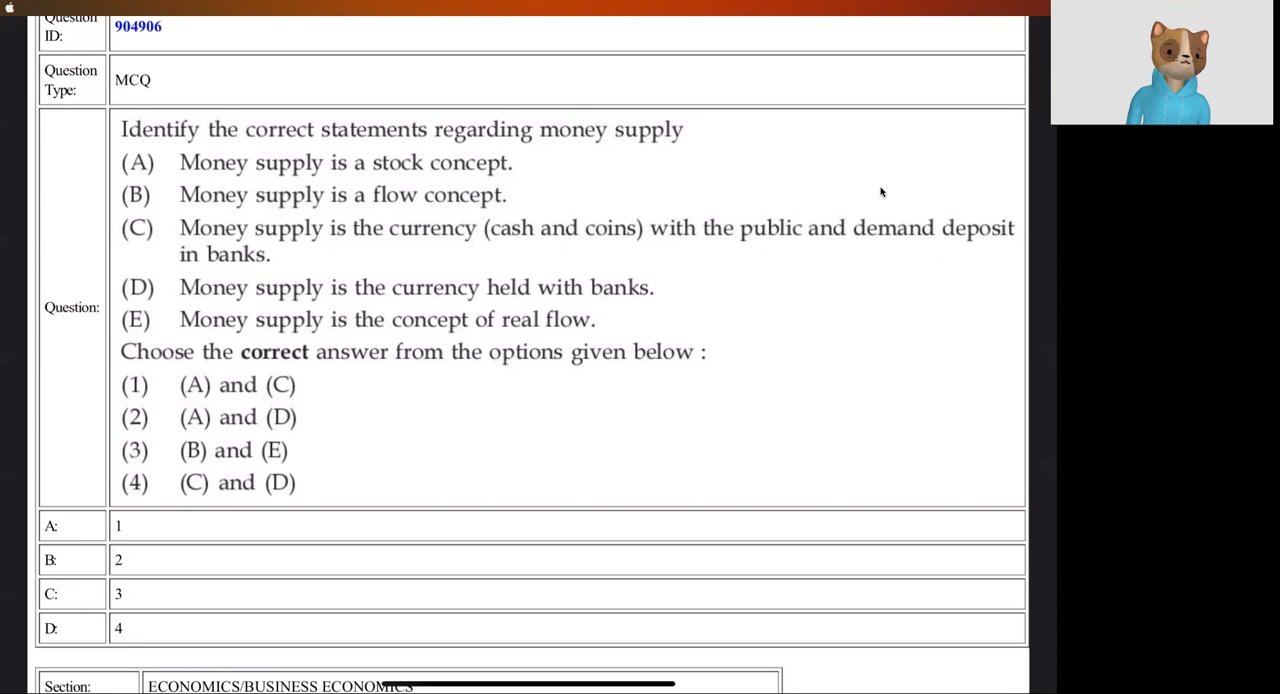 Question
ID:
904906
Question
Type:
MCQ
Question:
Identify the correct statements regarding money supply
(A) Money supply is a stock concept.
(B) Money supply is a flow concept.
(C) Money supply is the currency (cash and coins) with the public and demand deposit
in banks.
(D) Money supply is the currency held with banks.
(E) Money supply is the concept of real flow.
Choose the correct answer from the options given below :
(1) (A) and (C)
(2) (A) and (D)
(3) (B) and (E)
(4) (C) and (D)
A: 1
B: 2
C: 3
D: 4
Section: ECONOMICS/BUSINESS ECONOMICS